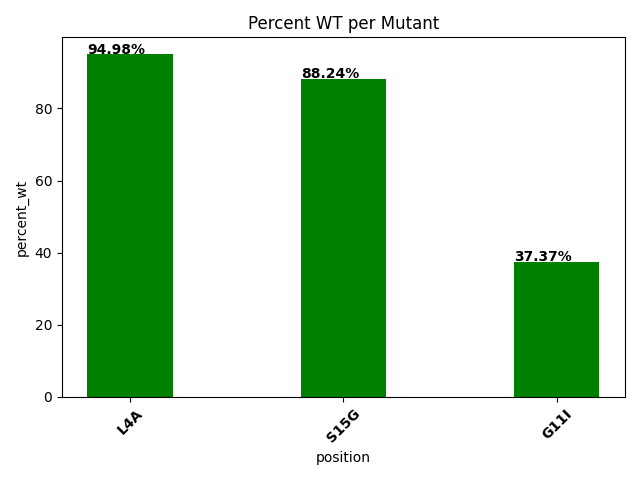 Percent WT per Mutant
94.98%
88.24%
37.37%
percent_wt
80
60
40
20
0
L4A
S15G
G11I
position